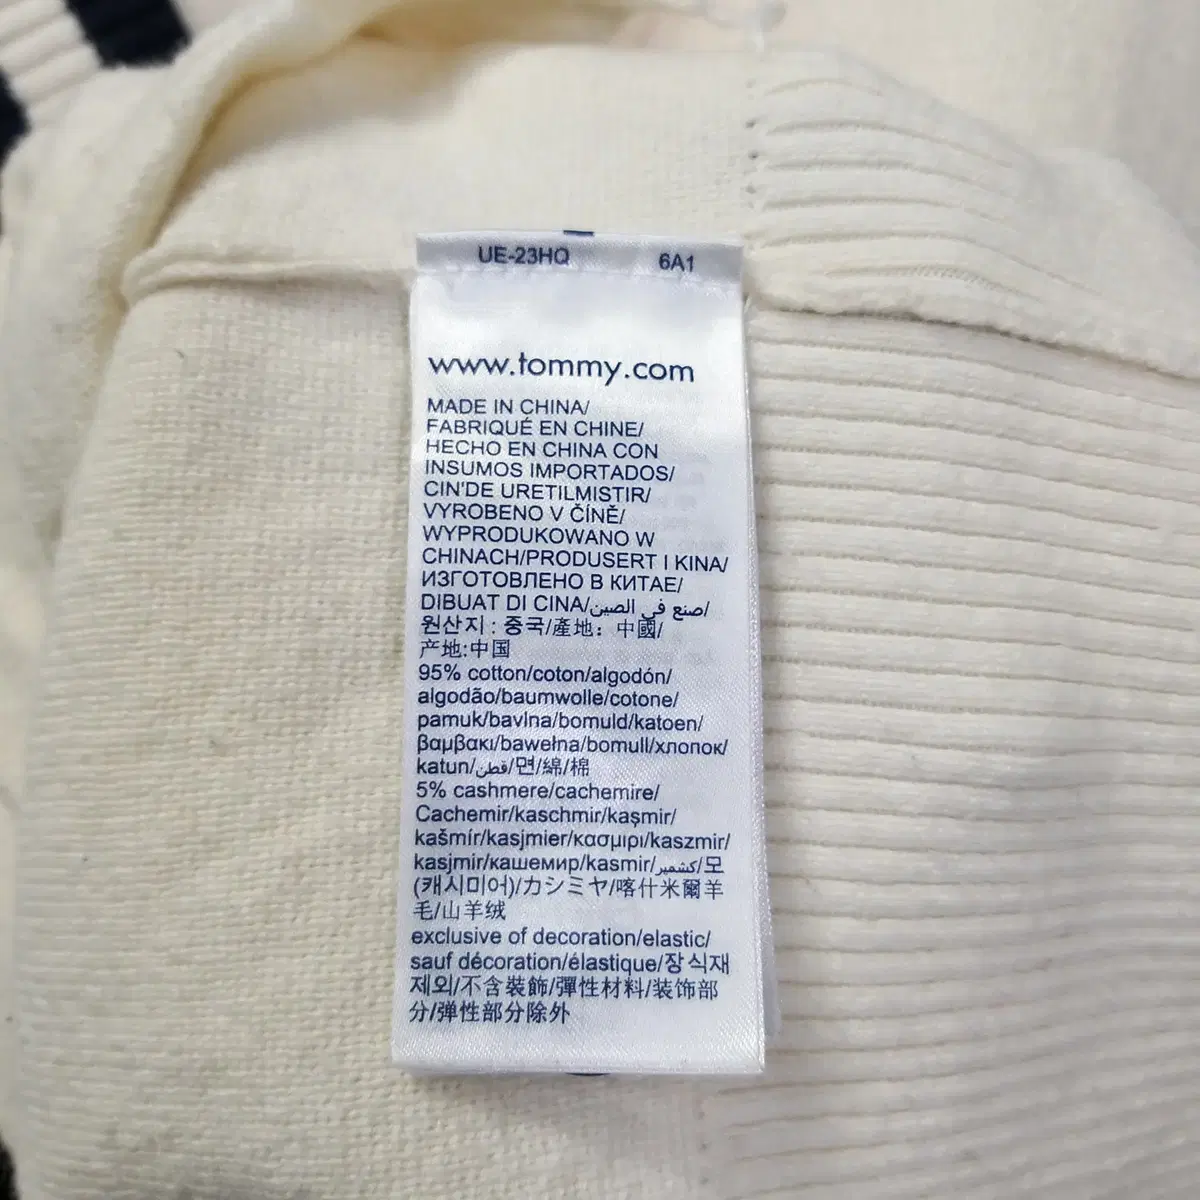 UE-23HQ 6A1
www.tommy.com
MADE IN CHINA/
FABRIQUÉ EN CHINE/
HECHO EN CHINA CON
INSUMOS IMPORTADOS/
CIN'DE URETILMISTIR/
VYROBENO V ČÍNĚ/
WYPRODUKOWANO W
CHINACH/PRODUSERT I KINA/
ИЗГОТОВЛЕНО В КИТАЕ/
DIBUAT DI CINA/صنع في الصين/
원산지 : 중국/產地: 中國/
产地:中国
95% cotton/coton/algodón/
algodão/baumwolle/cotone/
pamuk/bavlna/bomuld/katoen/
βαμβακι/bawełna/bomull/хлопок/
katun/قطن/면/綿/棉
5% cashmere/cachemire/
Cachemir/kaschmir/kaşmir/
kašmír/kasjmier/κασμιρι/kaszmir/
kasjmir/кашемир/kasmir/كشمير/모
(캐시미어)/カシミヤ/喀什米爾羊
毛/山羊绒
exclusive of decoration/elastic/
sauf décoration/élastique/장식재
제외/不含裝飾/彈性材料/装饰部
分/弹性部分除外